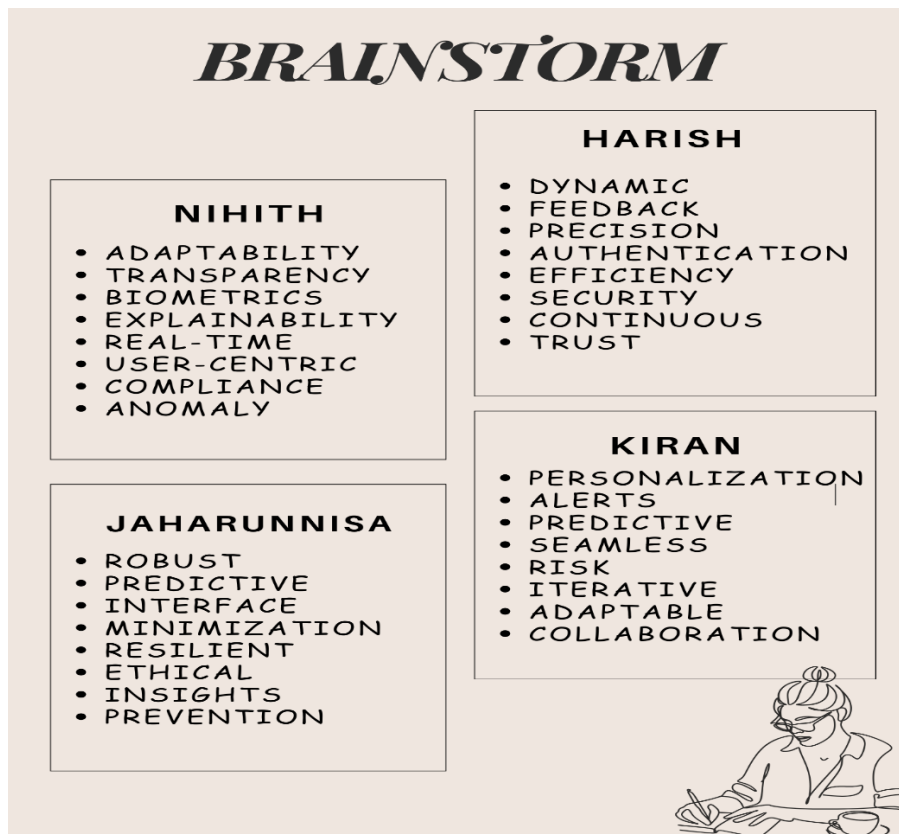 BRAINSTORM
NIHITH
• ADAPTABILITY
• TRANSPARENCY
• BIOMETRICS
• EXPLAINABILITY
• REAL-TIME
• USER-CENTRIC
• COMPLIANCE
• ANOMALY
HARISH
• DYNAMIC
• FEEDBACK
• PRECISION
• AUTHENTICATION
• EFFICIENCY
• SECURITY
• CONTINUOUS
• TRUST
JAHARUNNISA
• ROBUST
• PREDICTIVE
• INTERFACE
• MINIMIZATION
• RESILIENT
• ETHICAL
• INSIGHTS
• PREVENTION
KIRAN
• PERSONALIZATION
• ALERTS
• PREDICTIVE
• SEAMLESS
• RISK
• ITERATIVE
• ADAPTABLE
• COLLABORATION